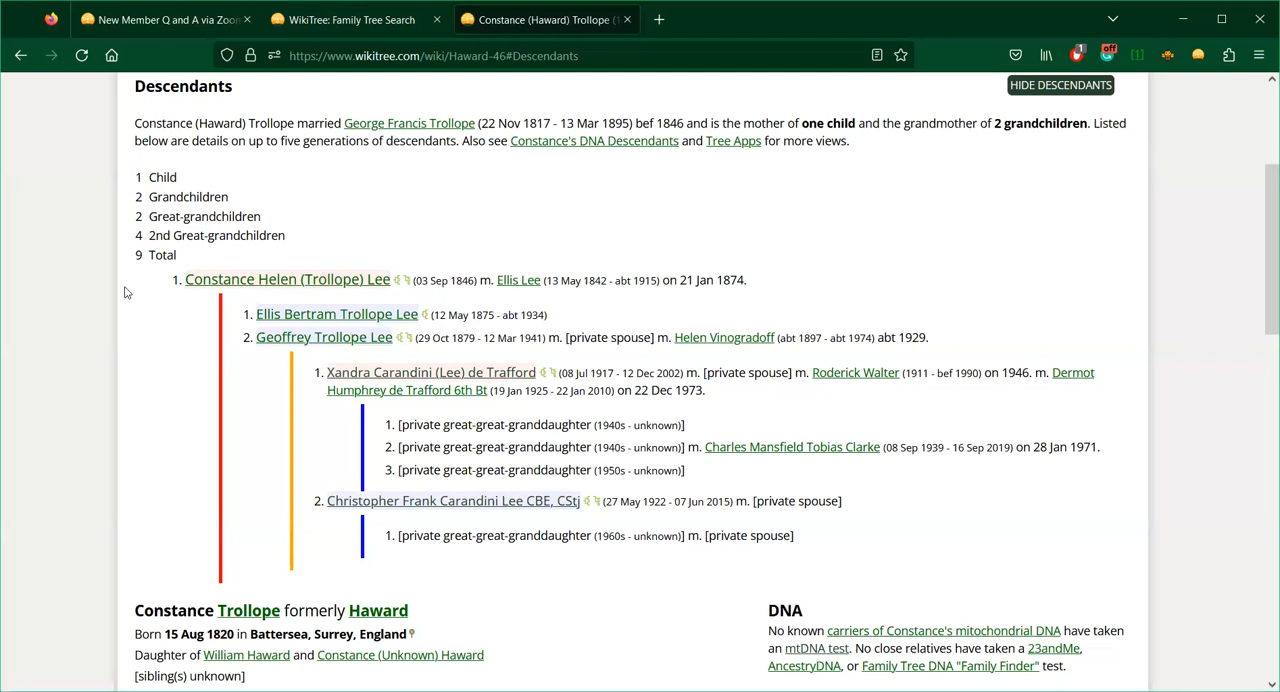 New Member Q and A via Zoo
WikiTree: Family Tree Search
Constance (Haward) Trollope (
https://www.wikitree.com/wiki/Haward-46#Descendants
1
off
Descendants
HIDE DESCENDANTS
Constance (Haward) Trollope married George Francis Trollope (22 Nov 1817 - 13 Mar 1895) bef 1846 and is the mother of one child and the grandmother of 2 grandchildren. Listed
below are details on up to five generations of descendants. Also see Constance's DNA Descendants and Tree Apps for more views.
1 Child
2 Grandchildren
2 Great-grandchildren
4 2nd Great-grandchildren
9 Total
1. Constance Helen (Trollope) Lee (03 Sep 1846) m. Ellis Lee (13 May 1842 - abt 1915) on 21 Jan 1874.
1. Ellis Bertram Trollope Lee (12 May 1875 - abt 1934)
2. Geoffrey Trollope Lee (29 Oct 1879 - 12 Mar 1941) m. [private spouse] m. Helen Vinogradoff (abt 1897 - abt 1974) abt 1929.
1. Xandra Carandini (Lee) de Trafford (08 Jul 1917 - 12 Dec 2002) m. [private spouse] m. Roderick Walter (1911 - bef 1990) on 1946. m. Dermot
Humphrey de Trafford 6th Bt (19 Jan 1925 - 22 Jan 2010) on 22 Dec 1973.
1. [private great-great-granddaughter (1940s - unknown)]
2. [private great-great-granddaughter (1940s - unknown)] m. Charles Mansfield Tobias Clarke (08 Sep 1939 - 16 Sep 2019) on 28 Jan 1971.
3. [private great-great-granddaughter (1950s - unknown)]
2. Christopher Frank Carandini Lee CBE, CStj (27 May 1922 - 07 Jun 2015) m. [private spouse]
1. [private great-great-granddaughter (1960s - unknown)] m. [private spouse]
Constance Trollope formerly Haward
Born 15 Aug 1820 in Battersea, Surrey, England
Daughter of William Haward and Constance (Unknown) Haward
[sibling(s) unknown]
DNA
No known carriers of Constance's mitochondrial DNA have taken
an mtDNA test. No close relatives have taken a 23andMe,
AncestryDNA, or Family Tree DNA "Family Finder" test.